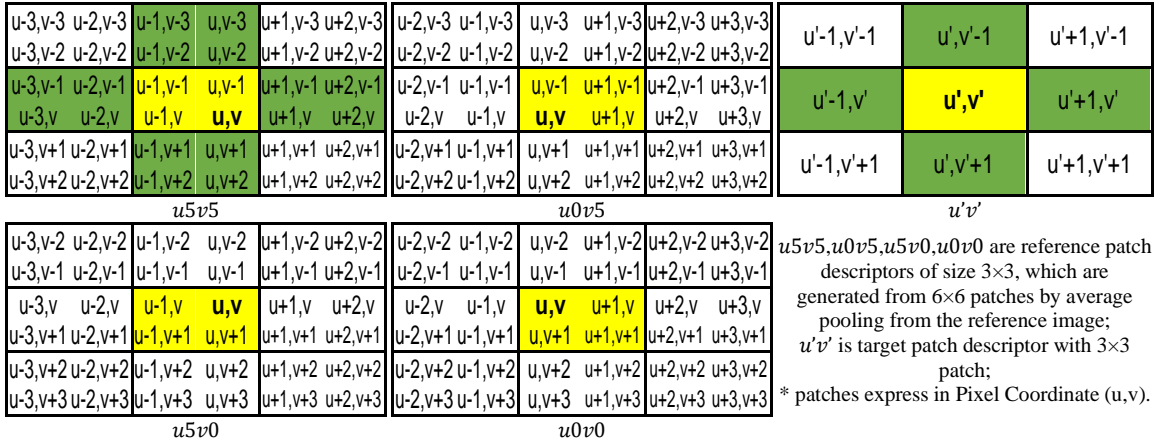 u-3,v-3 u-2,v-3 u-1,v-3 u,v-3 u+1,v-3 u+2,v-3
u-3,v-2 u-2,v-2 u-1,v-2 u,v-2 u+1,v-2 u+2,v-2
u-3,v-1 u-2,v-1 u-1,v-1 u,v-1 u+1,v-1 u+2,v-1
u-3,v u-2,v u-1,v u,v u+1,v u+2,v
u-3,v+1 u-2,v+1 u-1,v+1 u,v+1 u+1,v+1 u+2,v+1
u-3,v+2 u-2,v+2 u-1,v+2 u,v+2 u+1,v+2 u+2,v+2
u5v5
u-2,v-3 u-1,v-3 u,v-3 u+1,v-3 u+2,v-3 u+3,v-3
u-2,v-2 u-1,v-2 u,v-2 u+1,v-2 u+2,v-2 u+3,v-2
u-2,v-1 u-1,v-1 u,v-1 u+1,v-1 u+2,v-1 u+3,v-1
u-2,v u-1,v u,v u+1,v u+2,v u+3,v
u-2,v+1 u-1,v+1 u,v+1 u+1,v+1 u+2,v+1 u+3,v+1
u-2,v+2 u-1,v+2 u,v+2 u+1,v+2 u+2,v+2 u+3,v+2
u0v5
u'-1,v'-1 u',v'-1 u'+1,v'-1
u'-1,v' u',v' u'+1,v'
u'-1,v'+1 u',v'+1 u'+1,v'+1
u'v'
u-3,v-2 u-2,v-2 u-1,v-2 u,v-2 u+1,v-2 u+2,v-2
u-3,v-1 u-2,v-1 u-1,v-1 u,v-1 u+1,v-1 u+2,v-1
u-3,v u-2,v u-1,v u,v u+1,v u+2,v
u-3,v+1 u-2,v+1 u-1,v+1 u,v+1 u+1,v+1 u+2,v+1
u-3,v+2 u-2,v+2 u-1,v+2 u,v+2 u+1,v+2 u+2,v+2
u-3,v+3 u-2,v+3 u-1,v+3 u,v+3 u+1,v+3 u+2,v+3
u5v0
u-2,v-2 u-1,v-2 u,v-2 u+1,v-2 u+2,v-2 u+3,v-2
u-2,v-1 u-1,v-1 u,v-1 u+1,v-1 u+2,v-1 u+3,v-1
u-2,v u-1,v u,v u+1,v u+2,v u+3,v
u-2,v+1 u-1,v+1 u,v+1 u+1,v+1 u+2,v+1 u+3,v+1
u-2,v+2 u-1,v+2 u,v+2 u+1,v+2 u+2,v+2 u+3,v+2
u-2,v+3 u-1,v+3 u,v+3 u+1,v+3 u+2,v+3 u+3,v+3
u0v0
u5v5,u0v5,u5v0,u0v0 are reference patch
descriptors of size 3×3, which are
generated from 6×6 patches by average
pooling from the reference image;
u'v' is target patch descriptor with 3×3
patch;
* patches express in Pixel Coordinate (u,v).